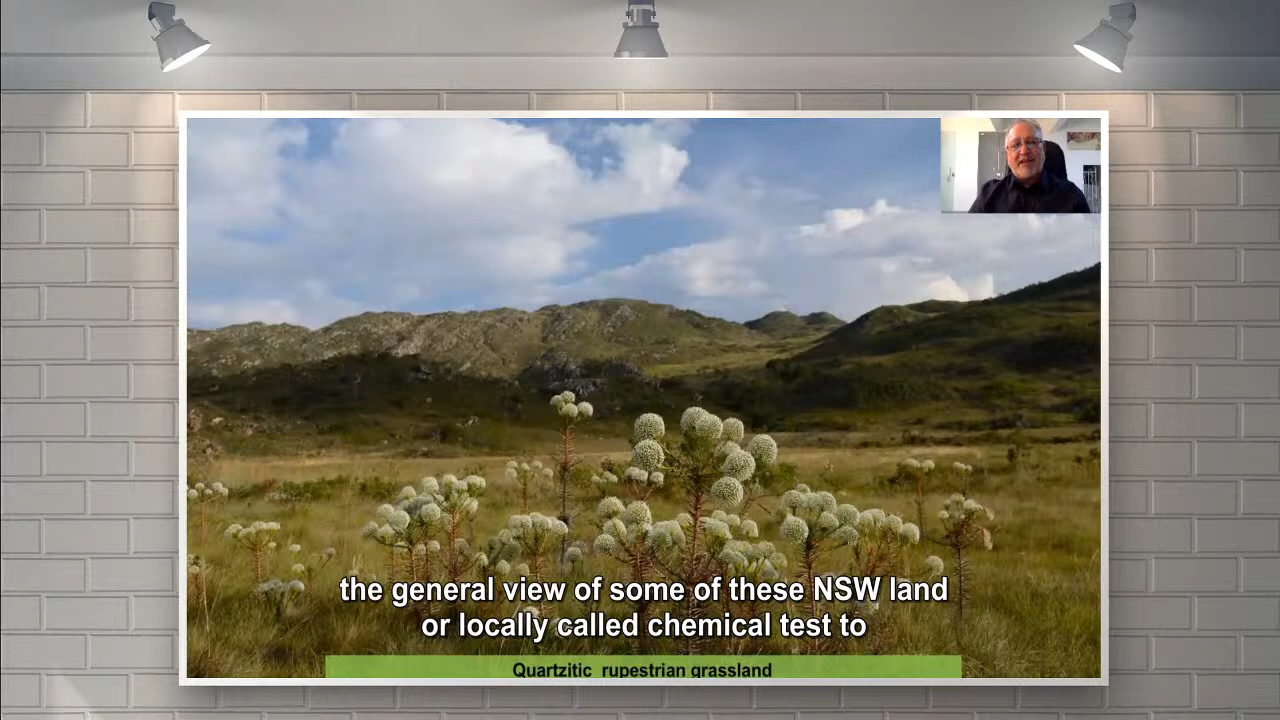 the general view of some of these NSW land
or locally called chemical test to
Quartzitic rupestrian grassland